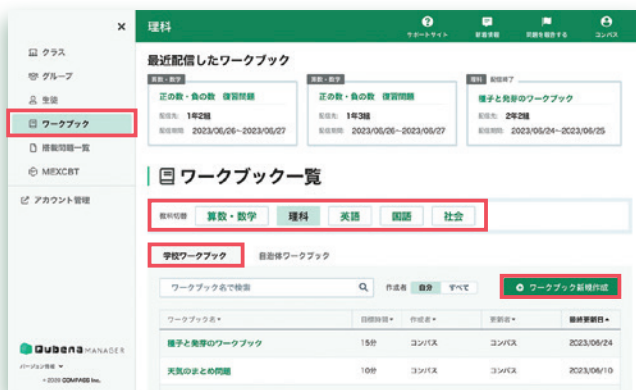 ×
理科
サポートサイト
新着情報
問題を報告する
コンパス
クラス
グループ
生徒
ワークブック
搭載問題一覧
MEXCBT
アカウント管理
Qubena MANAGER
バージョン情報
©2023 COMPASS Inc.
最近配信したワークブック
算数・数学
正の数・負の数 復習問題
配信先: 1年2組
配信期間: 2023/06/26~2023/06/27
算数・数学
正の数・負の数 復習問題
配信先: 1年3組
配信期間: 2023/06/26~2023/06/27
理科 配信終了
種子と発芽のワークブック
配信先: 2年2組
配信期間: 2023/06/24~2023/06/25
ワークブック一覧
教科切替 算数・数学 理科 英語 国語 社会
学校ワークブック 自治体ワークブック
ワークブック名で検索 作成者 自分 すべて ワークブック新規作成
ワークブック名 目標時間 作成者 更新者 最終更新日
種子と発芽のワークブック 15分 コンパス コンパス 2023/06/24
天気のまとめ問題 10分 コンパス コンパス 2023/06/10